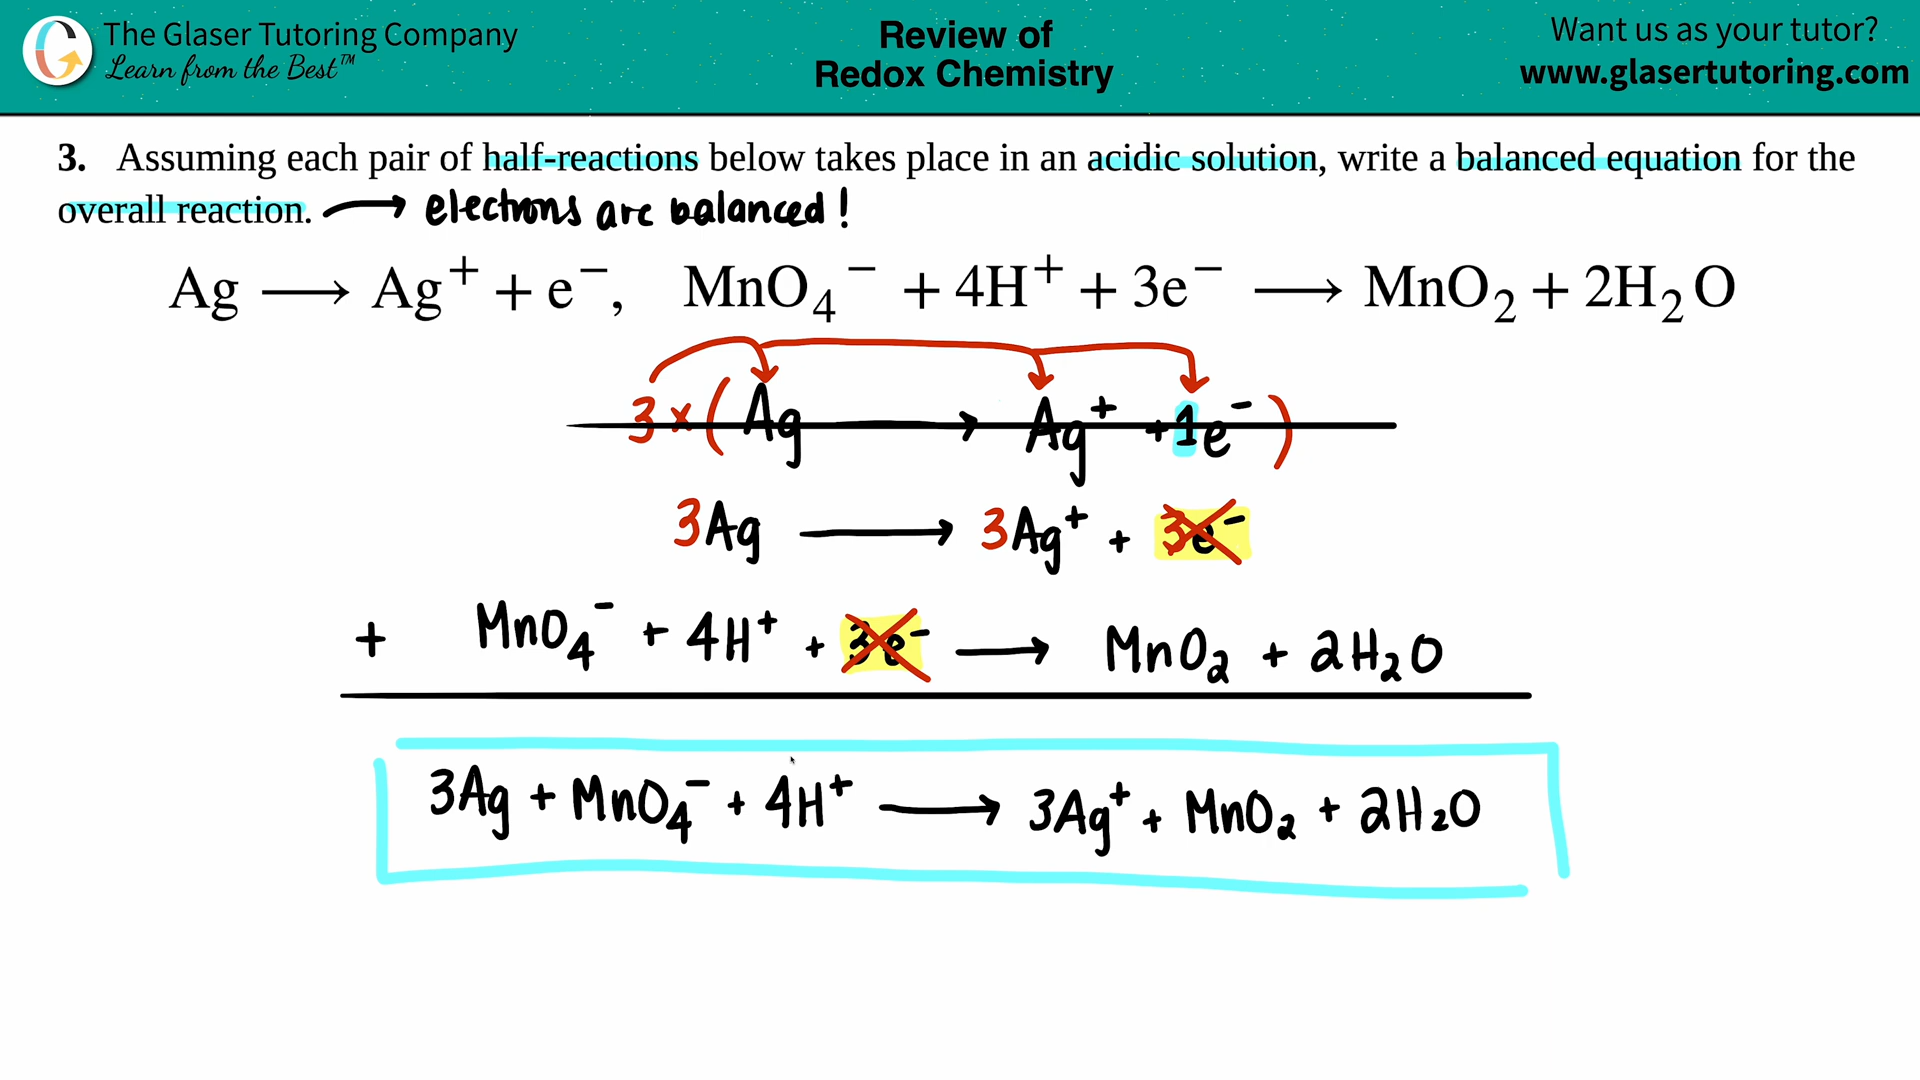 The Glaser Tutoring Company
Learn from the Best™
Review of
Redox Chemistry
Want us as your tutor?
www.glasertutoring.com
3. Assuming each pair of half-reactions below takes place in an acidic solution, write a balanced equation for the
overall reaction. → electrons are balanced!
Ag ⟶ Ag⁺ + e⁻, MnO₄⁻ + 4H⁺ + 3e⁻ ⟶ MnO₂ + 2H₂O
3 × ( Ag ⟶ Ag⁺ + 1e⁻ )
3Ag ⟶ 3Ag⁺ + 3e⁻
+ MnO₄⁻ + 4H⁺ + 3e⁻ ⟶ MnO₂ + 2H₂O
3Ag + MnO₄⁻ + 4H⁺ ⟶ 3Ag⁺ + MnO₂ + 2H₂O